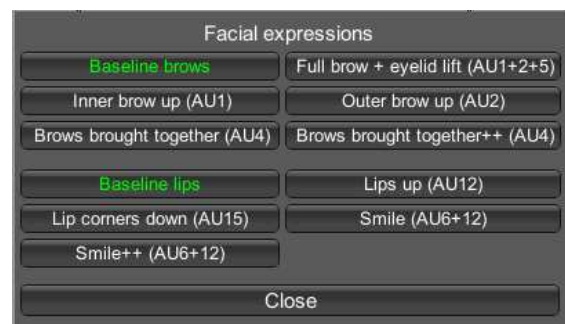 Facial expressions
Baseline brows
Full brow + eyelid lift (AU1+2+5)
Inner brow up (AU1)
Outer brow up (AU2)
Brows brought together (AU4)
Brows brought together++ (AU4)
Baseline lips
Lips up (AU12)
Lip corners down (AU15)
Smile (AU6+12)
Smile++ (AU6+12)
Close